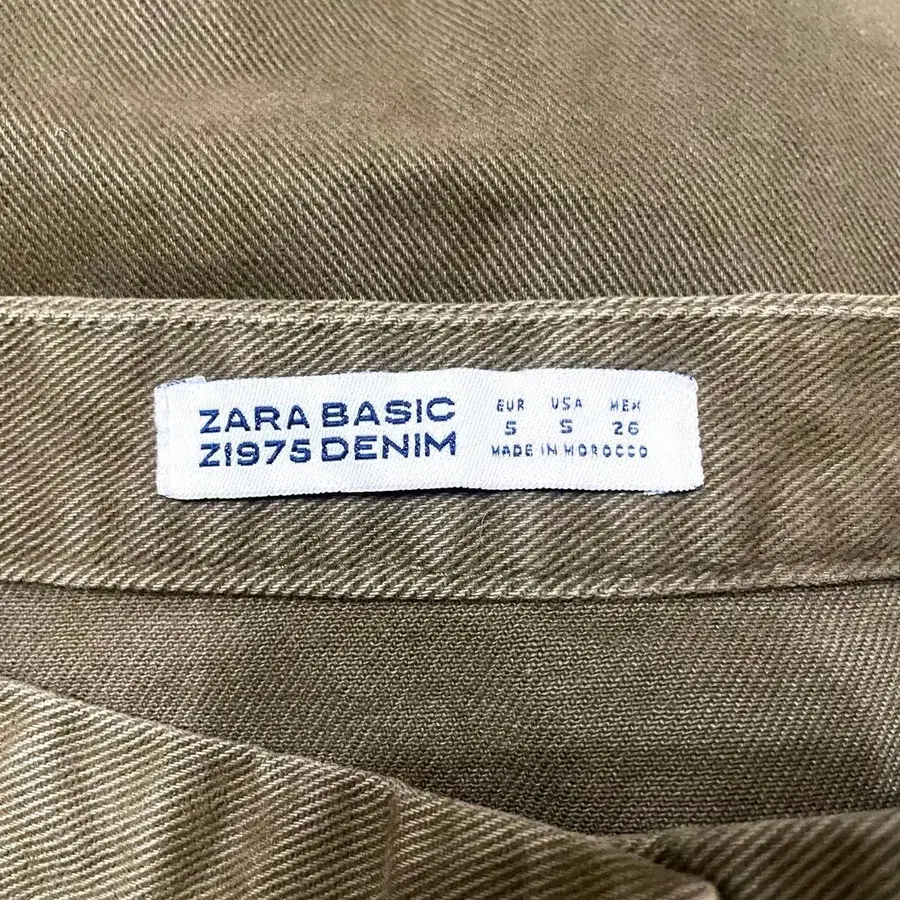 ZARA BASIC
Z1975 DENIM
EUR USA MEX
S S 26
MADE IN MOROCCO